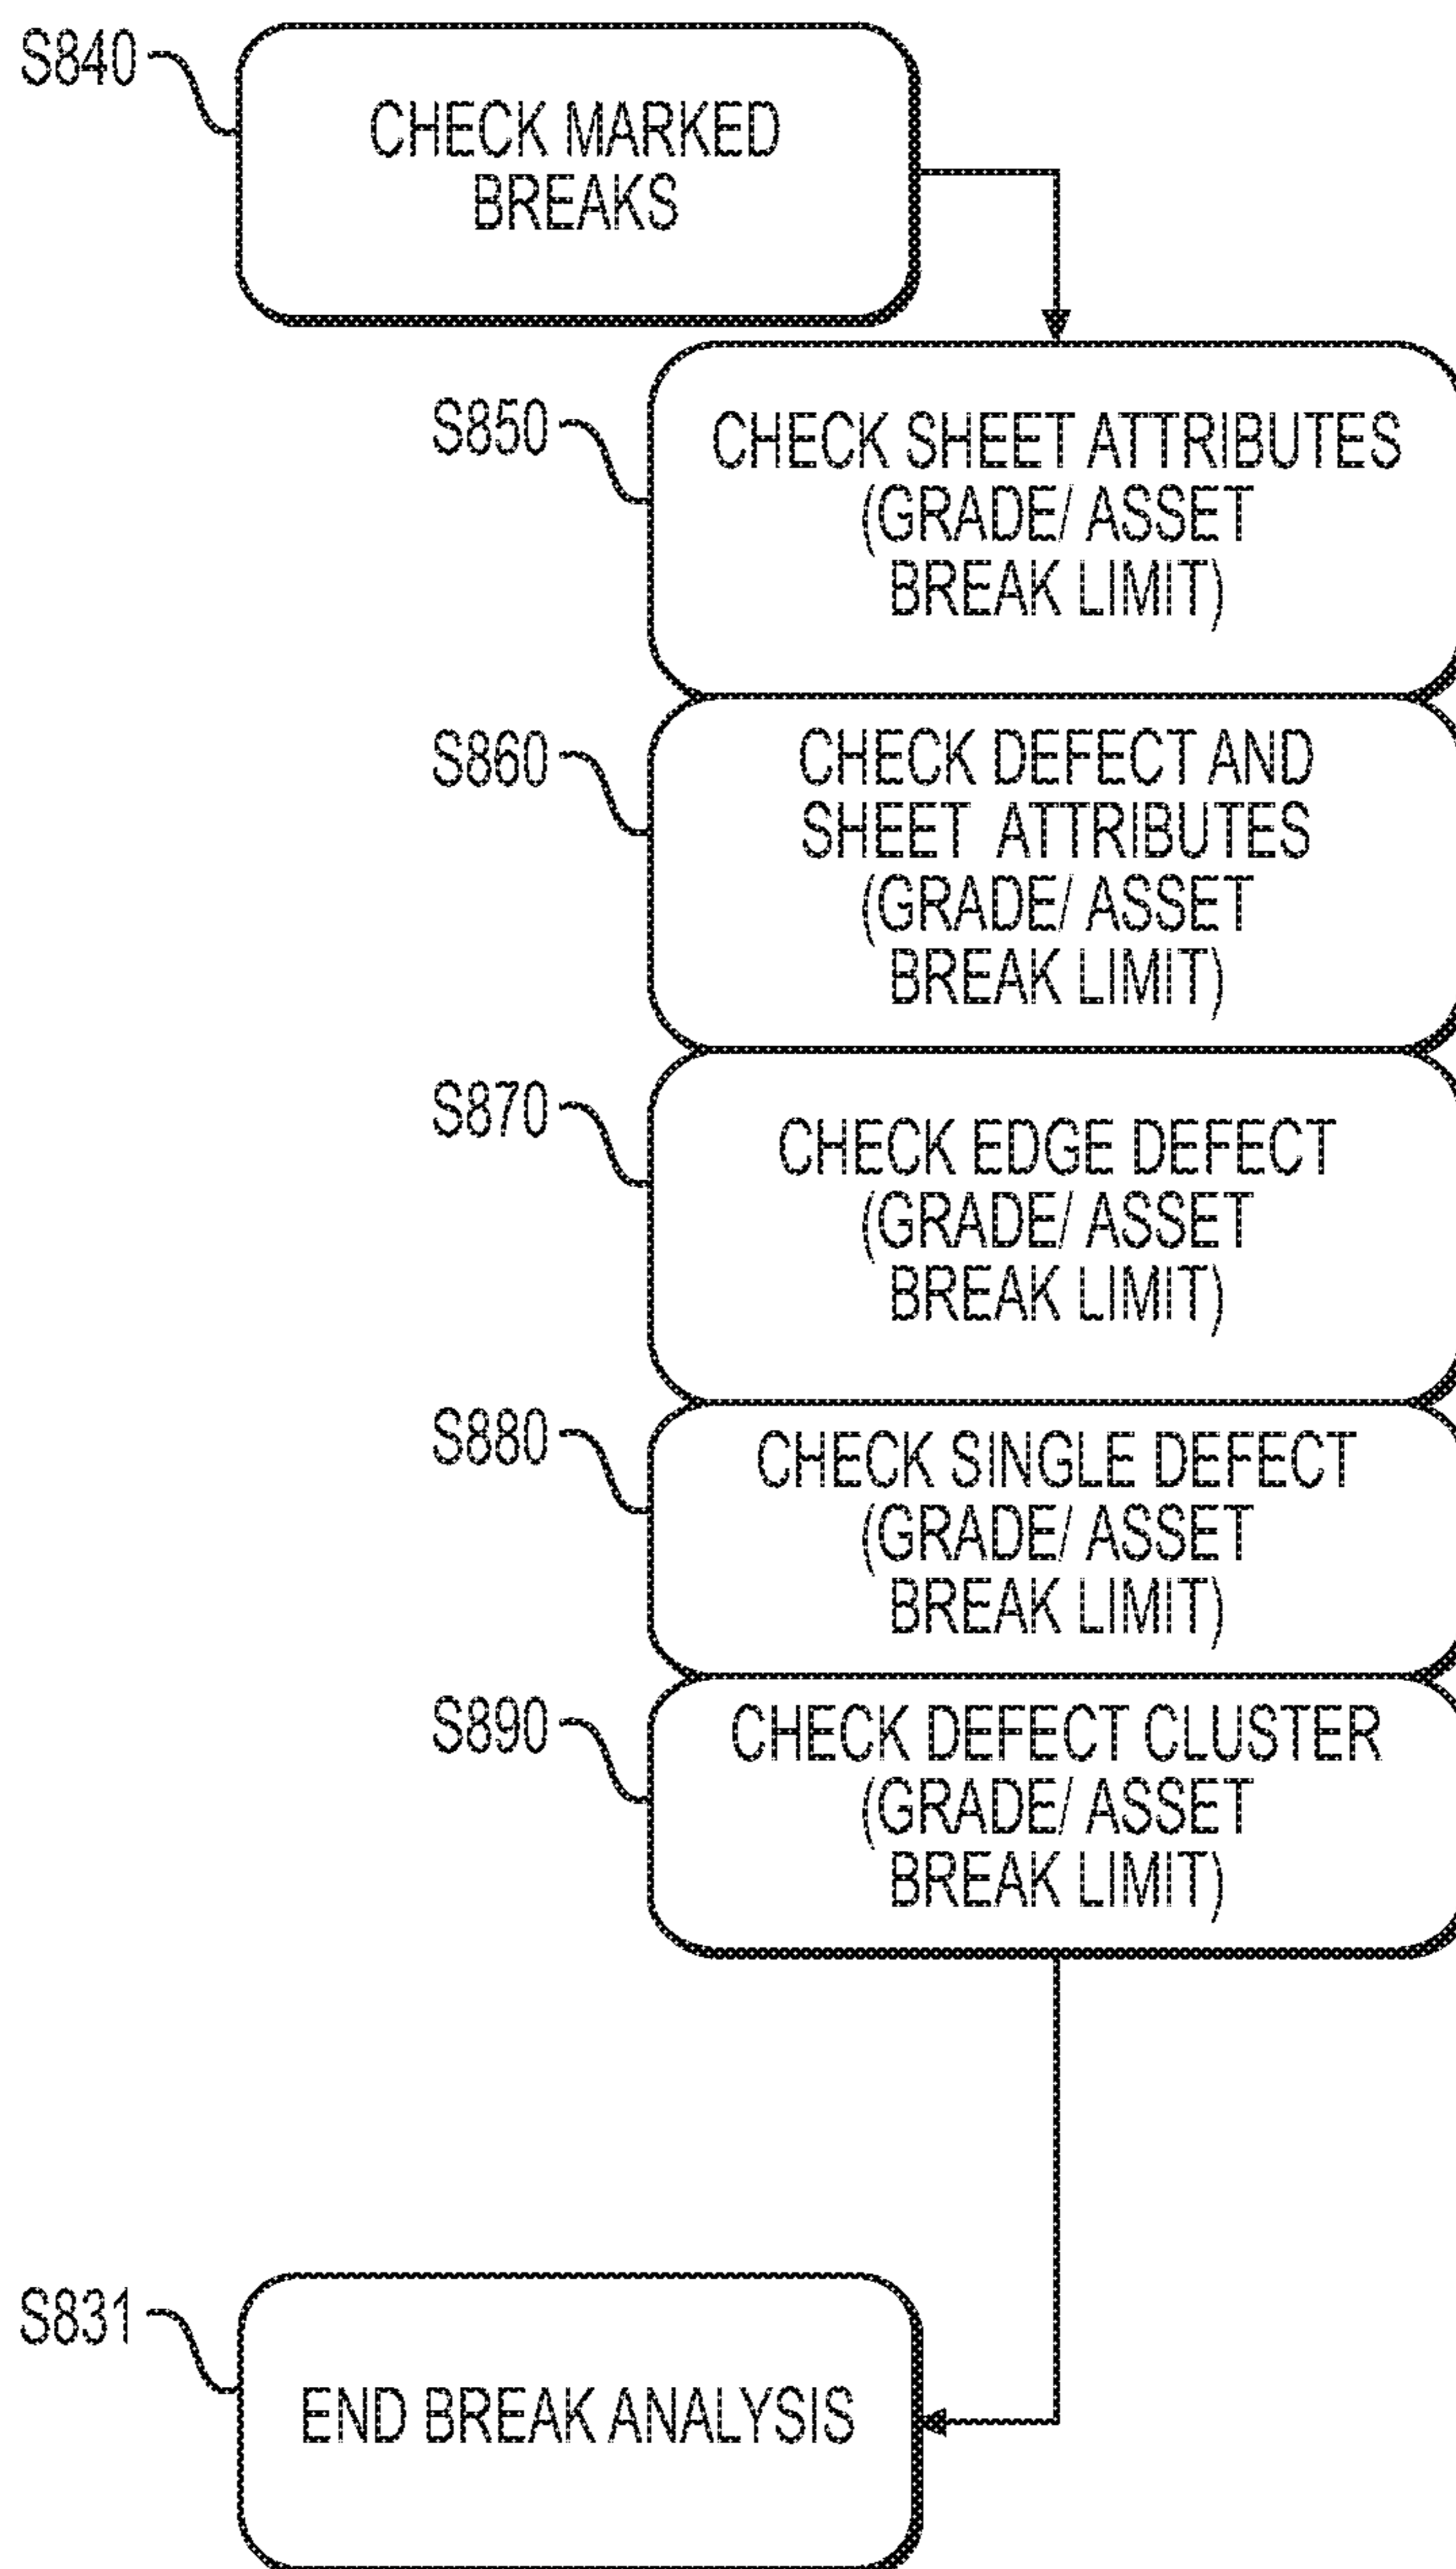 S840
CHECK MARKED
BREAKS
S850
CHECK SHEET ATTRIBUTES
(GRADE/ ASSET
BREAK LIMIT)
S860
CHECK DEFECT AND
SHEET ATTRIBUTES
(GRADE/ ASSET
BREAK LIMIT)
S870
CHECK EDGE DEFECT
(GRADE/ ASSET
BREAK LIMIT)
S880
CHECK SINGLE DEFECT
(GRADE/ ASSET
BREAK LIMIT)
S890
CHECK DEFECT CLUSTER
(GRADE/ ASSET
BREAK LIMIT)
S831
END BREAK ANALYSIS